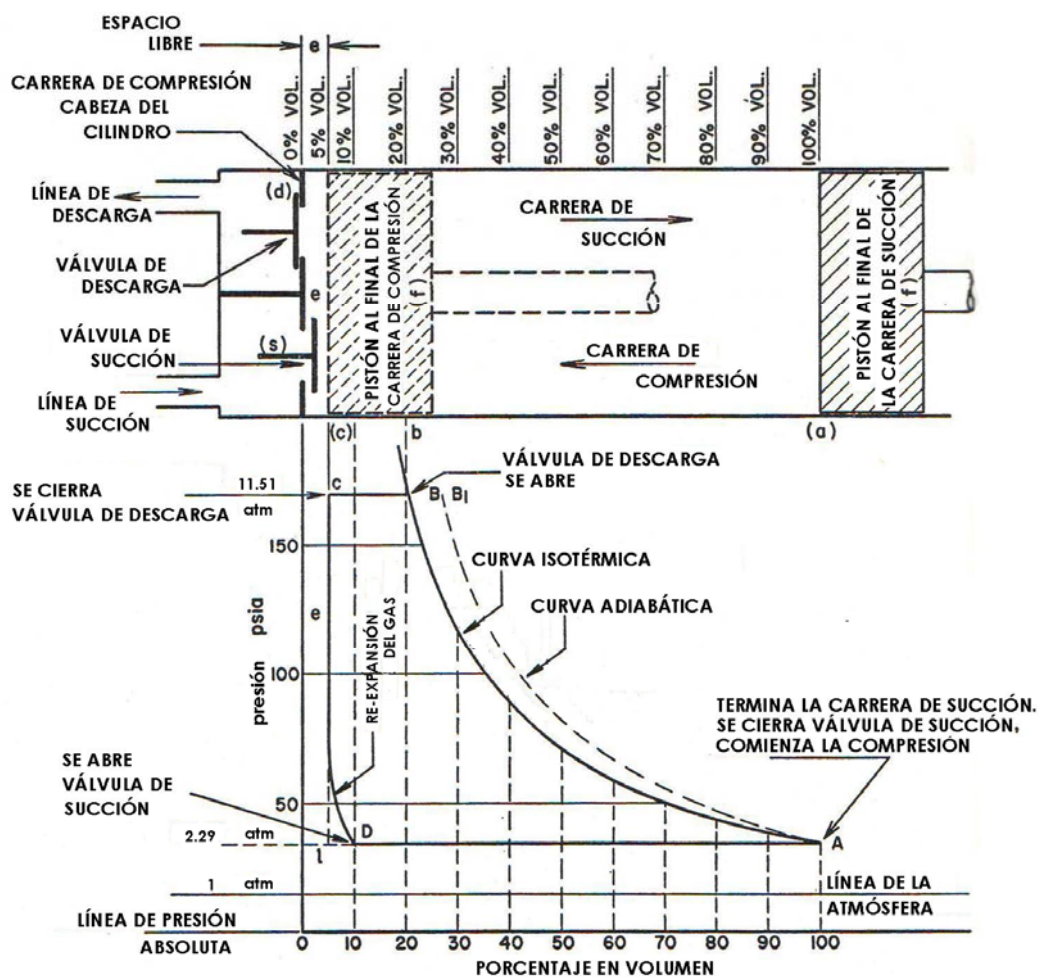 ESPACIO
LIBRE
e
CARRERA DE COMPRESIÓN
CABEZA DEL
CILINDRO
0% VOL.
5% VOL.
10% VOL.
20% VOL.
30% VOL.
40% VOL.
50% VOL.
60% VOL.
70% VOL.
80% VOL.
90% VOL.
100% VOL.
LÍNEA DE
DESCARGA
(d)
VÁLVULA DE
DESCARGA
e
(s)
VÁLVULA DE
SUCCIÓN
LÍNEA DE
SUCCIÓN
PISTÓN AL FINAL DE LA
CARRERA DE COMPRESIÓN
(f)
CARRERA DE
SUCCIÓN
CARRERA DE
COMPRESIÓN
PISTÓN AL FINAL DE
LA CARRERA DE SUCCIÓN
(f)
(c)
b
(a)
SE CIERRA
VÁLVULA DE DESCARGA
11.51
atm
C
VÁLVULA DE DESCARGA
SE ABRE
B
B1
150
CURVA ISOTÉRMICA
CURVA ADIABÁTICA
presión psia
e
RE-EXPANSIÓN
DEL GAS
100
TERMINA LA CARRERA DE SUCCIÓN.
SE CIERRA VÁLVULA DE SUCCIÓN,
COMIENZA LA COMPRESIÓN
SE ABRE
VÁLVULA DE
SUCCIÓN
50
D
2.29 atm
l
A
1 atm
LÍNEA DE LA
ATMÓSFERA
LÍNEA DE PRESIÓN
ABSOLUTA
0 10 20 30 40 50 60 70 80 90 100
PORCENTAJE EN VOLUMEN